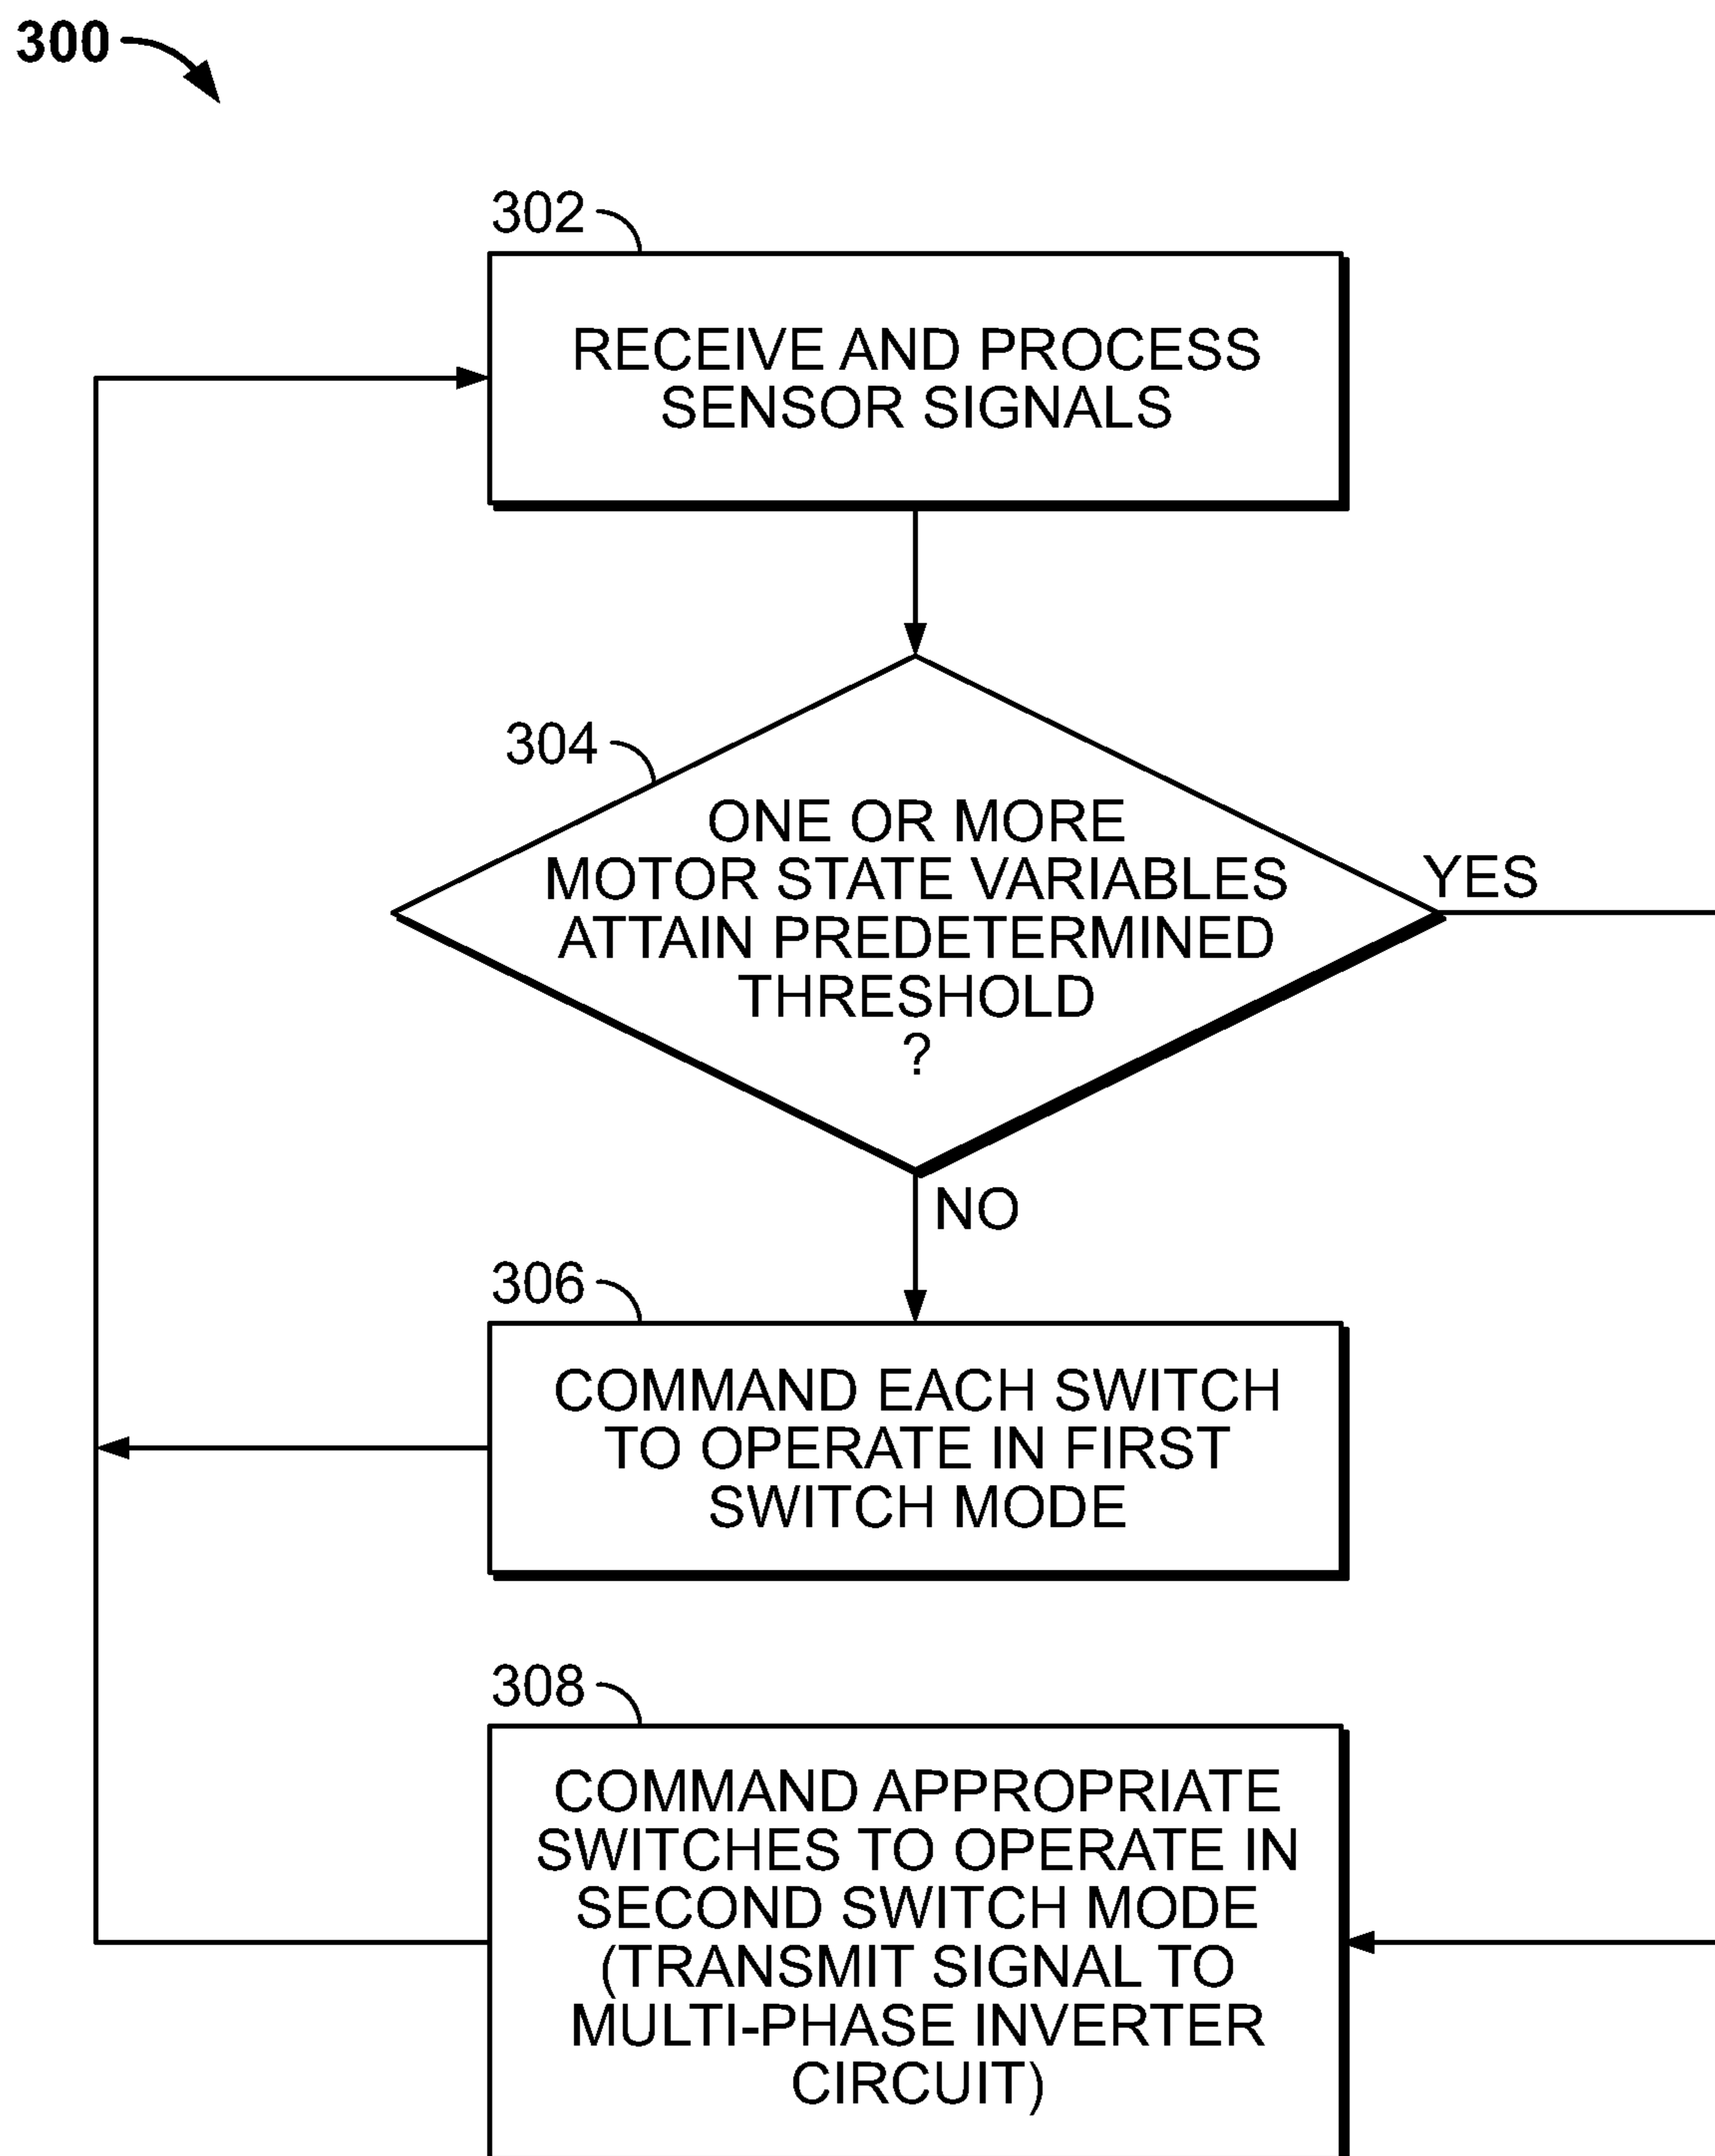 300
302
RECEIVE AND PROCESS
SENSOR SIGNALS
304
ONE OR MORE
MOTOR STATE VARIABLES
ATTAIN PREDETERMINED
THRESHOLD
?
YES
NO
306
COMMAND EACH SWITCH
TO OPERATE IN FIRST
SWITCH MODE
308
COMMAND APPROPRIATE
SWITCHES TO OPERATE IN
SECOND SWITCH MODE
(TRANSMIT SIGNAL TO
MULTI-PHASE INVERTER
CIRCUIT)